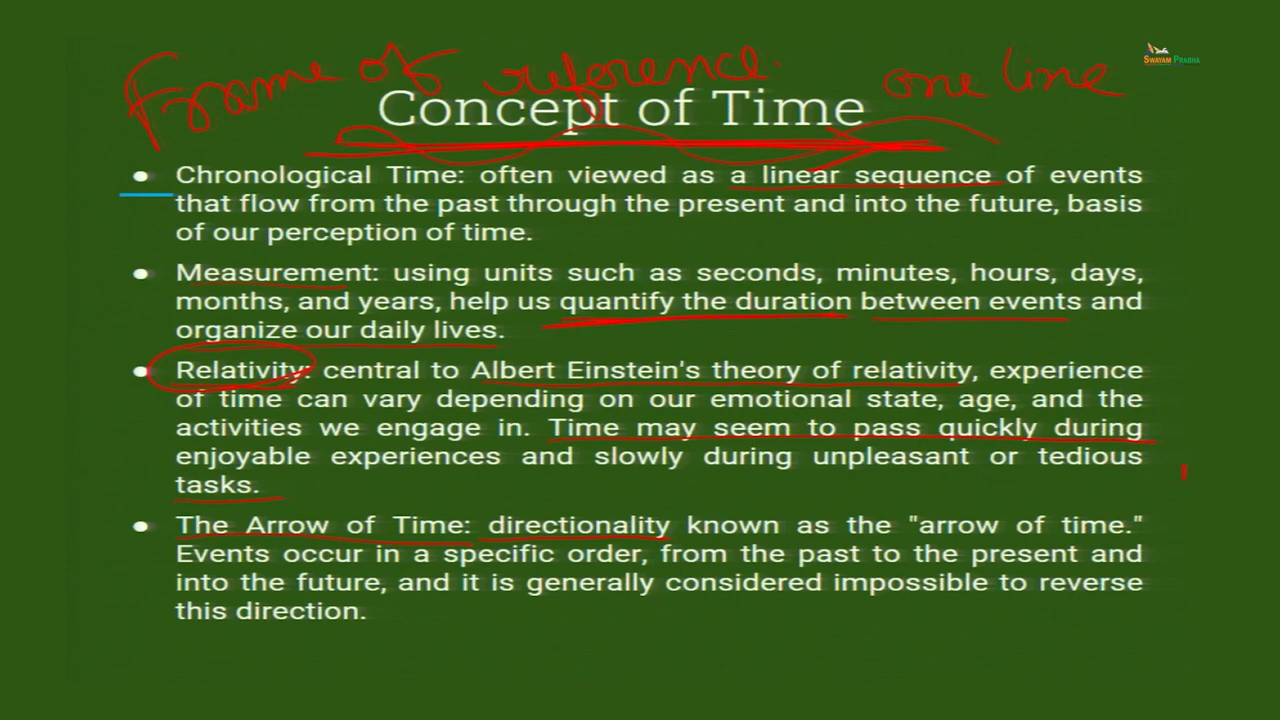 Frame of reference. one line
SWAYAM PRABHA
Concept of Time
● Chronological Time: often viewed as a linear sequence of events
that flow from the past through the present and into the future, basis
of our perception of time.
● Measurement: using units such as seconds, minutes, hours, days,
months, and years, help us quantify the duration between events and
organize our daily lives.
● Relativity: central to Albert Einstein's theory of relativity, experience
of time can vary depending on our emotional state, age, and the
activities we engage in. Time may seem to pass quickly during
enjoyable experiences and slowly during unpleasant or tedious
tasks.
● The Arrow of Time: directionality known as the "arrow of time."
Events occur in a specific order, from the past to the present and
into the future, and it is generally considered impossible to reverse
this direction.